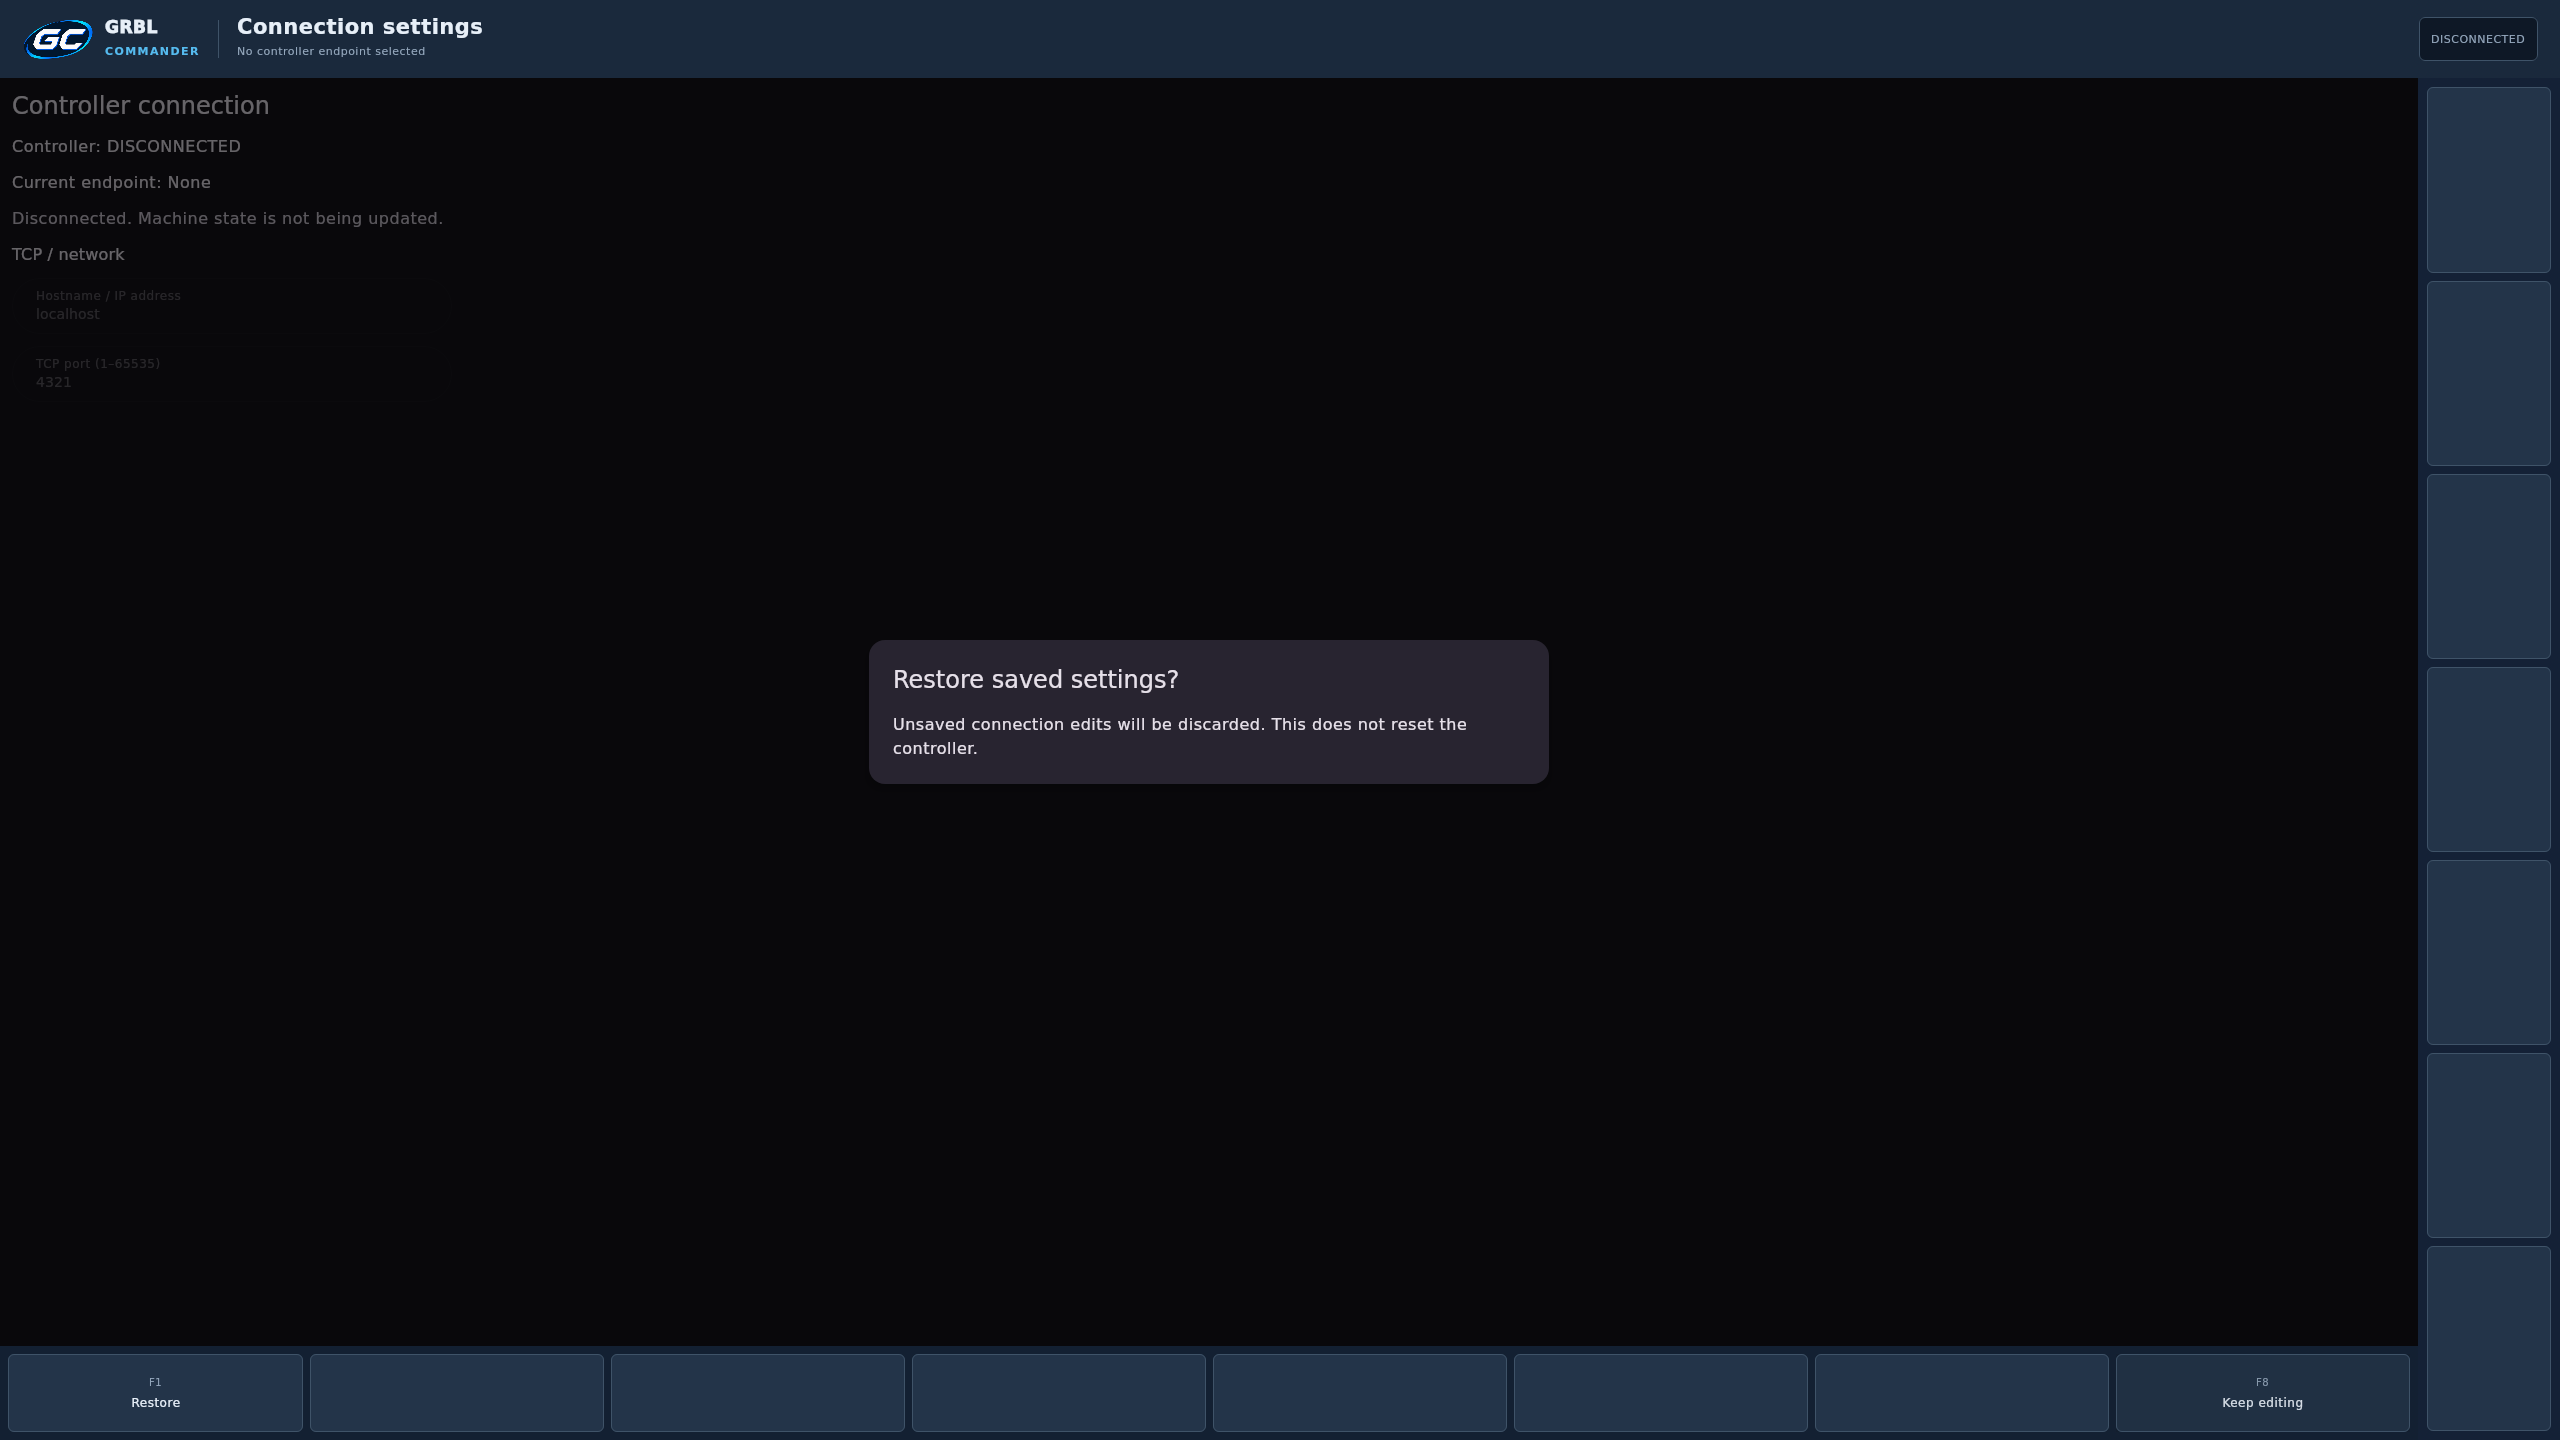 GC
GRBL
COMMANDER
Connection settings
No controller endpoint selected
DISCONNECTED
Controller connection
Controller: DISCONNECTED
Current endpoint: None
Disconnected. Machine state is not being updated.
TCP / network
Hostname / IP address
localhost
TCP port (1–65535)
4321
Restore saved settings?
Unsaved connection edits will be discarded. This does not reset the
controller.
F1
Restore
F8
Keep editing